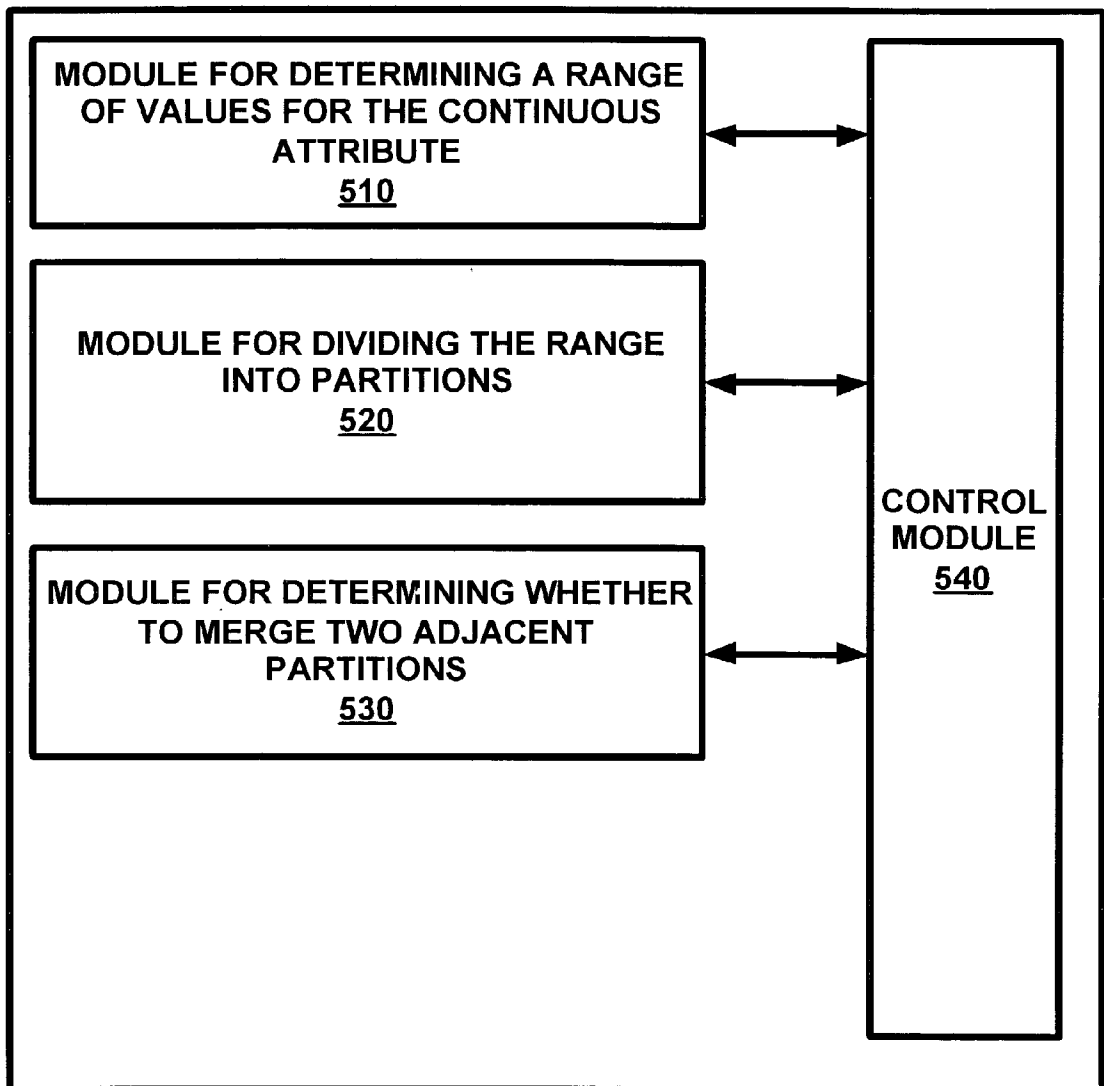 MODULE FOR DETERMINING A RANGE
OF VALUES FOR THE CONTINUOUS
ATTRIBUTE
510
MODULE FOR DIVIDING THE RANGE
INTO PARTITIONS
520
MODULE FOR DETERMINING WHETHER
TO MERGE TWO ADJACENT
PARTITIONS
530
CONTROL
MODULE
540